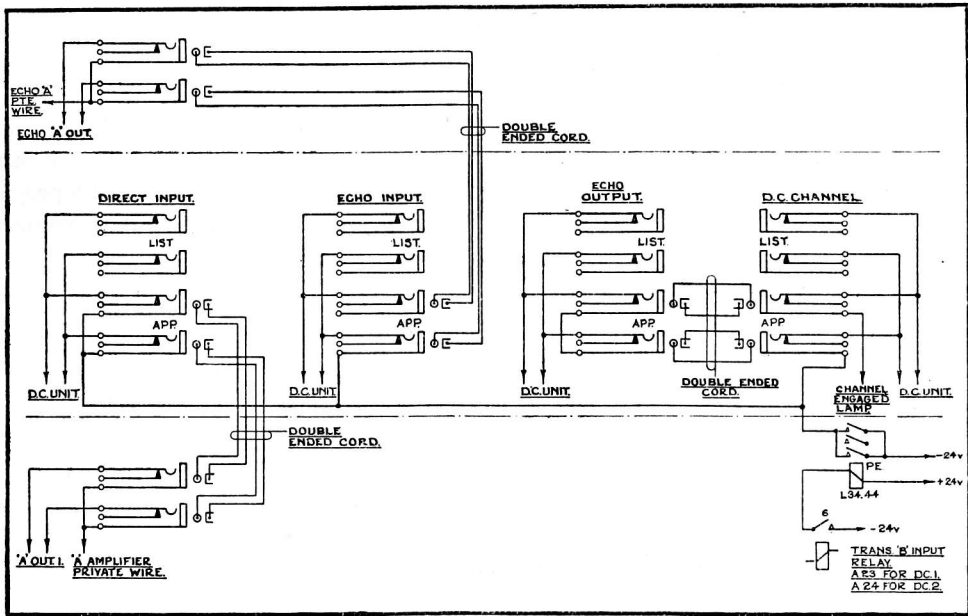 ECHO 'A'
PTE.
WIRE.
ECHO 'A' OUT.
DOUBLE
ENDED CORD.
DIRECT INPUT.
ECHO INPUT.
ECHO
OUTPUT.
D.C. CHANNEL.
LIST
LIST.
LIST.
LIST.
APP.
APP.
APP.
APP
D.C. UNIT.
D.C. UNIT.
D.C. UNIT.
DOUBLE ENDED
CORD.
CHANNEL
ENGAGED
LAMP
D.C. UNIT.
DOUBLE
ENDED CORD.
-24v
PE
+24v
L34.44
6
-24v
'A' OUT 1.
'A' AMPLIFIER
PRIVATE WIRE.
TRANS 'B' INPUT
RELAY.
A 23 FOR DC.1.
A 24 FOR DC.2.